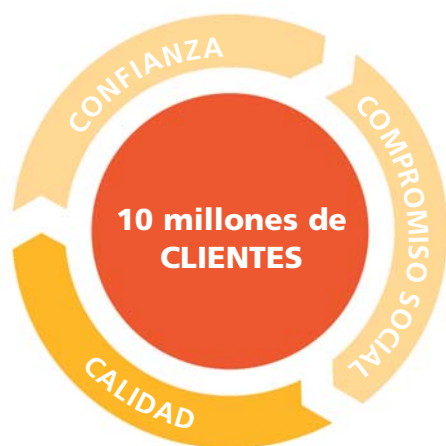 CONFIANZA
COMPROMISO SOCIAL
10 millones de
CLIENTES
CALIDAD